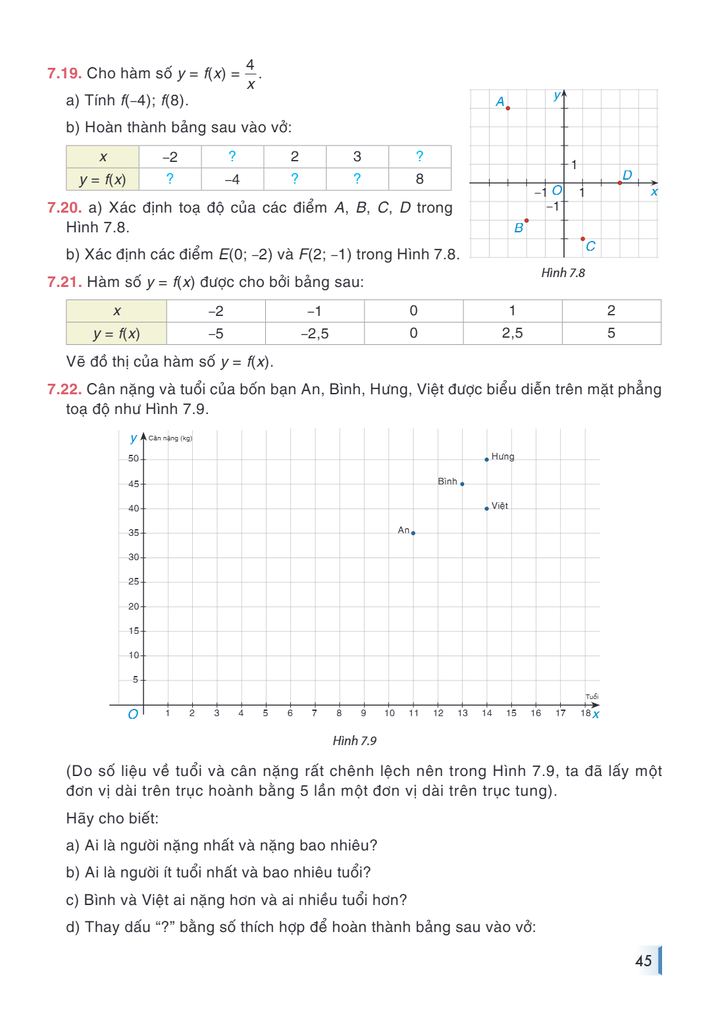 7.19. Cho hàm số y = f(x) = 4/x.
a) Tính f(–4); f(8).
b) Hoàn thành bảng sau vào vở:
x –2 ? 2 3 ?
y = f(x) ? –4 ? ? 8
7.20. a) Xác định toạ độ của các điểm A, B, C, D trong
Hình 7.8.
b) Xác định các điểm E(0; –2) và F(2; –1) trong Hình 7.8.
A
y
1
D
–1 O 1 x
–1
B
C
Hình 7.8
7.21. Hàm số y = f(x) được cho bởi bảng sau:
x –2 –1 0 1 2
y = f(x) –5 –2,5 0 2,5 5
Vẽ đồ thị của hàm số y = f(x).
7.22. Cân nặng và tuổi của bốn bạn An, Bình, Hưng, Việt được biểu diễn trên mặt phẳng
toạ độ như Hình 7.9.
y Cân nặng (kg)
50 Hưng
45 Bình
40 Việt
35 An
30
25
20
15
10
5
Tuổi
O 1 2 3 4 5 6 7 8 9 10 11 12 13 14 15 16 17 18 x
Hình 7.9
(Do số liệu về tuổi và cân nặng rất chênh lệch nên trong Hình 7.9, ta đã lấy một
đơn vị dài trên trục hoành bằng 5 lần một đơn vị dài trên trục tung).
Hãy cho biết:
a) Ai là người nặng nhất và nặng bao nhiêu?
b) Ai là người ít tuổi nhất và bao nhiêu tuổi?
c) Bình và Việt ai nặng hơn và ai nhiều tuổi hơn?
d) Thay dấu “?” bằng số thích hợp để hoàn thành bảng sau vào vở:
45